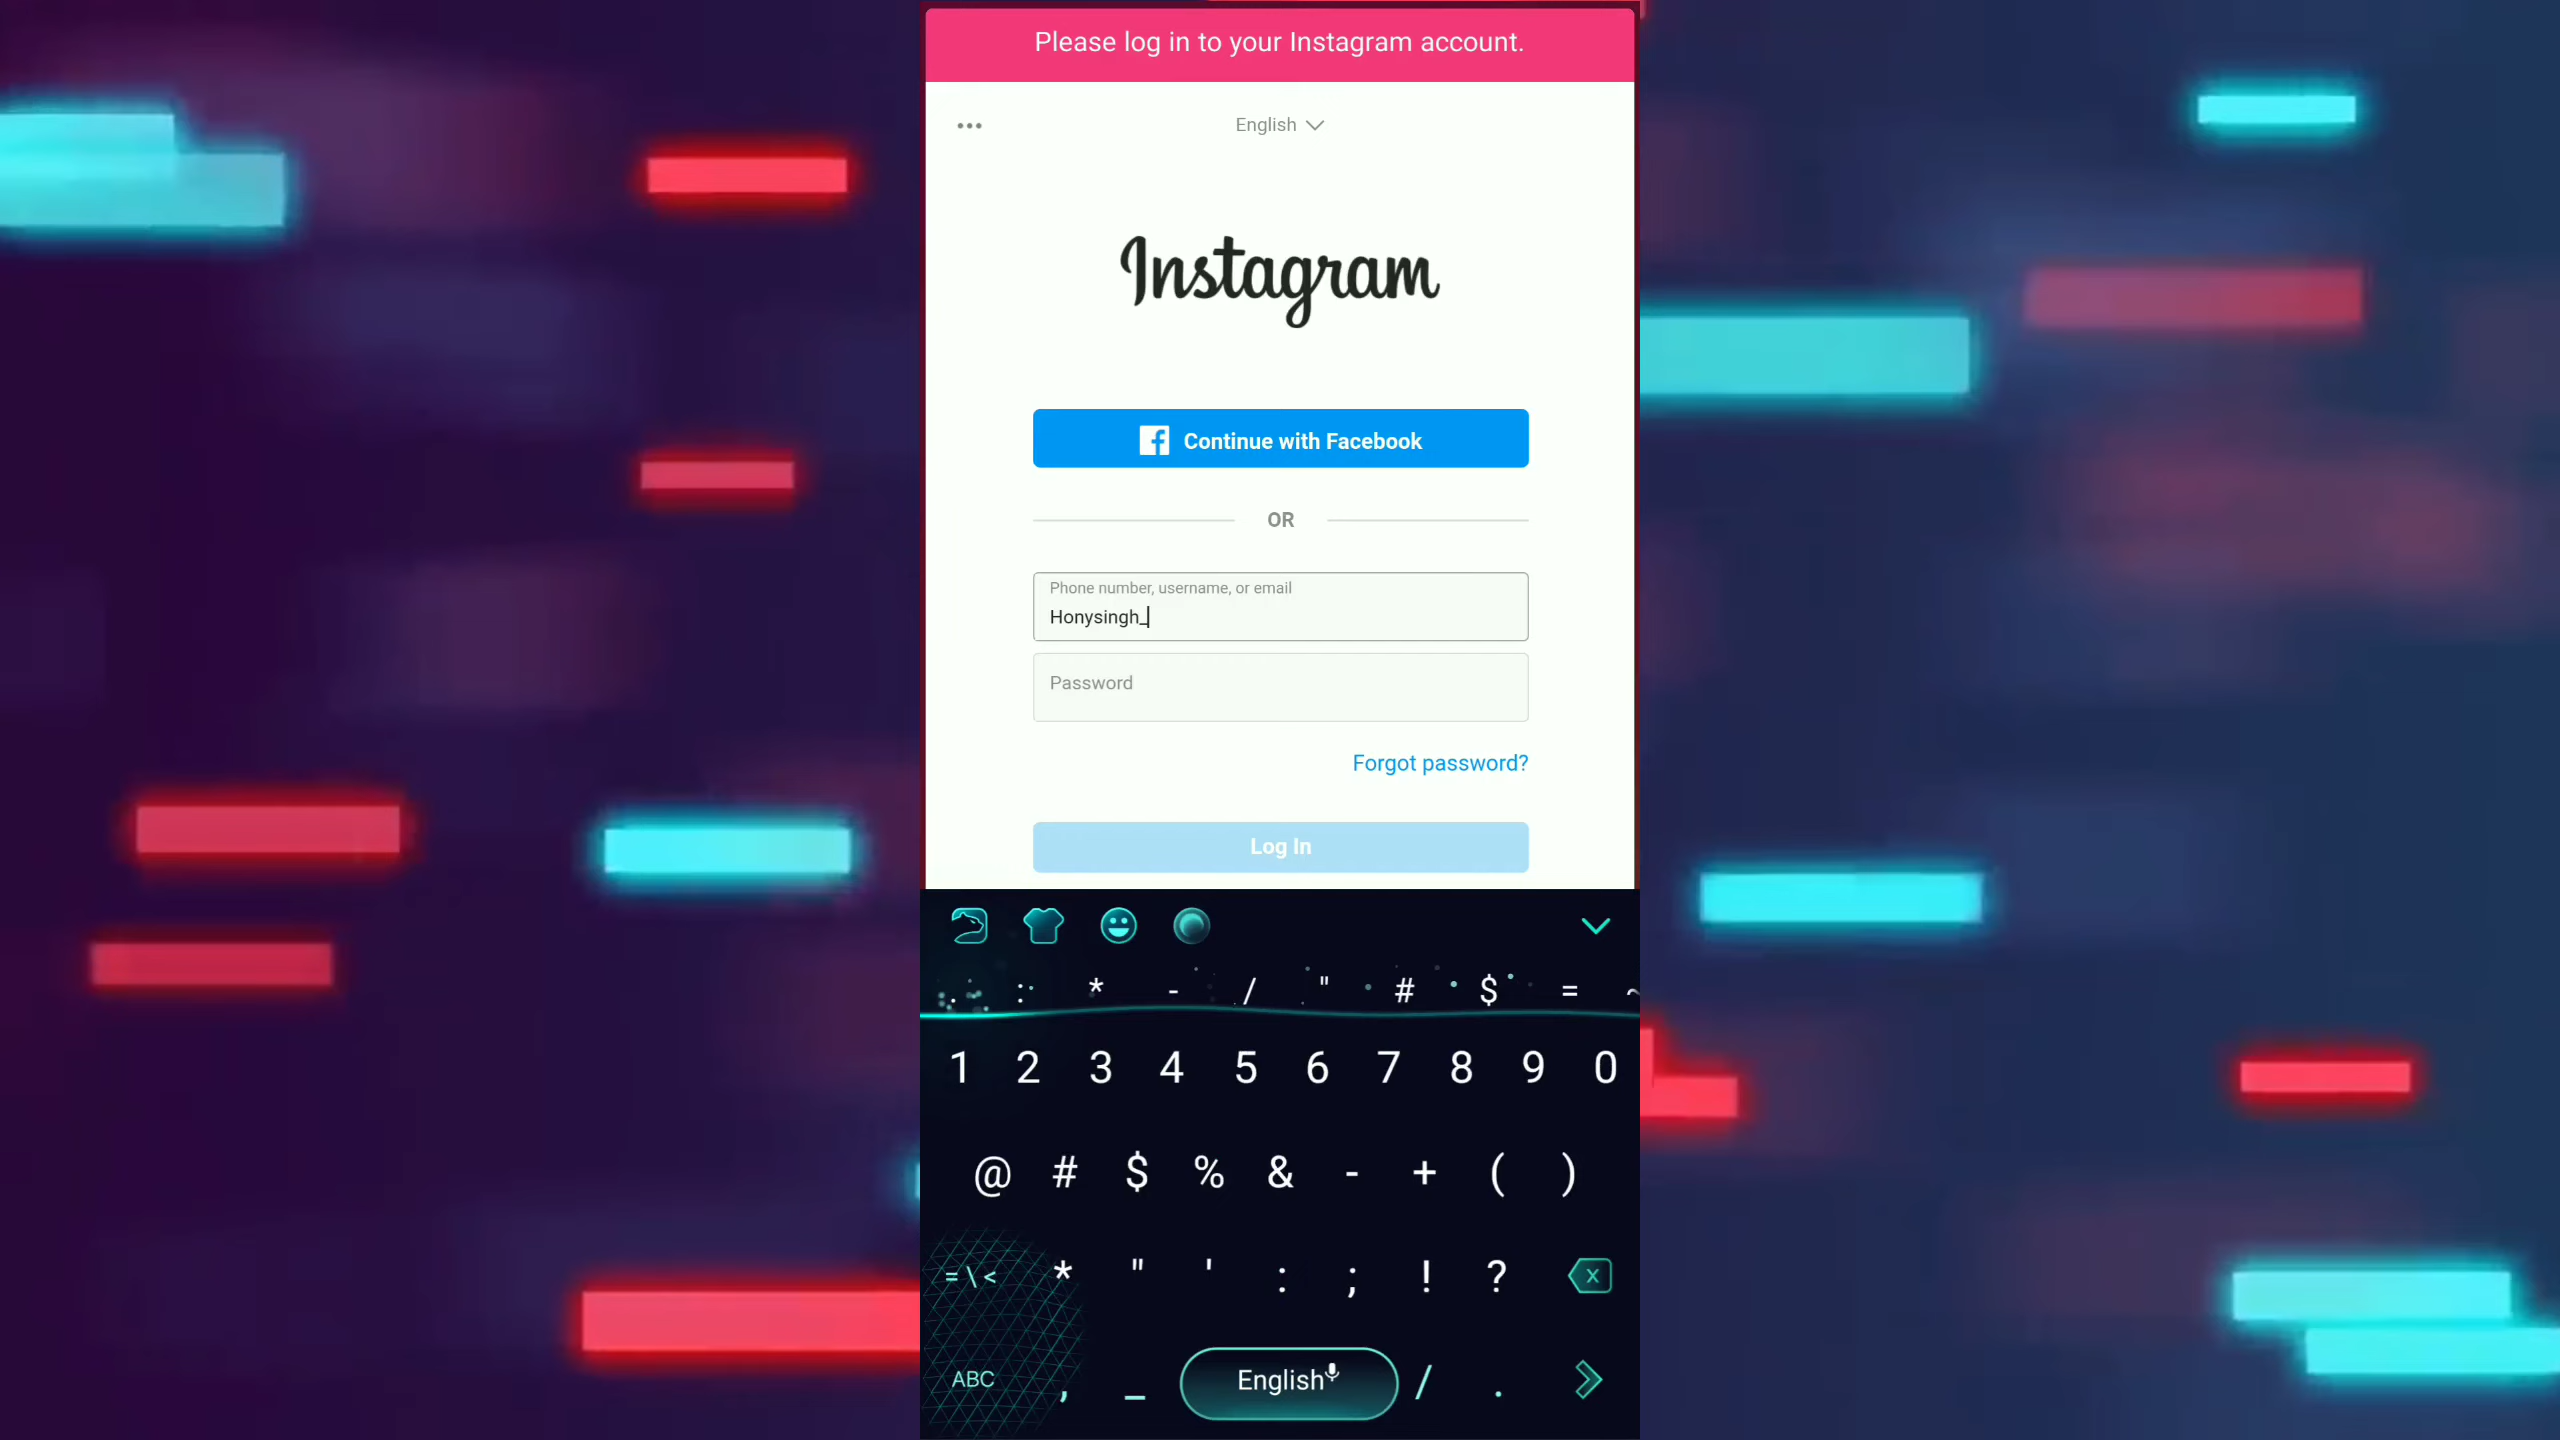 Please log in to your Instagram account.
••• English
Instagram
Continue with Facebook
OR
Phone number, username, or email
Honysingh_
Password
Forgot password?
Log In
. : * - / " # $ = ~
1 2 3 4 5 6 7 8 9 0
@ # $ % & - + ( )
= \ < * " ' : ; ! ?
ABC , _ English / .